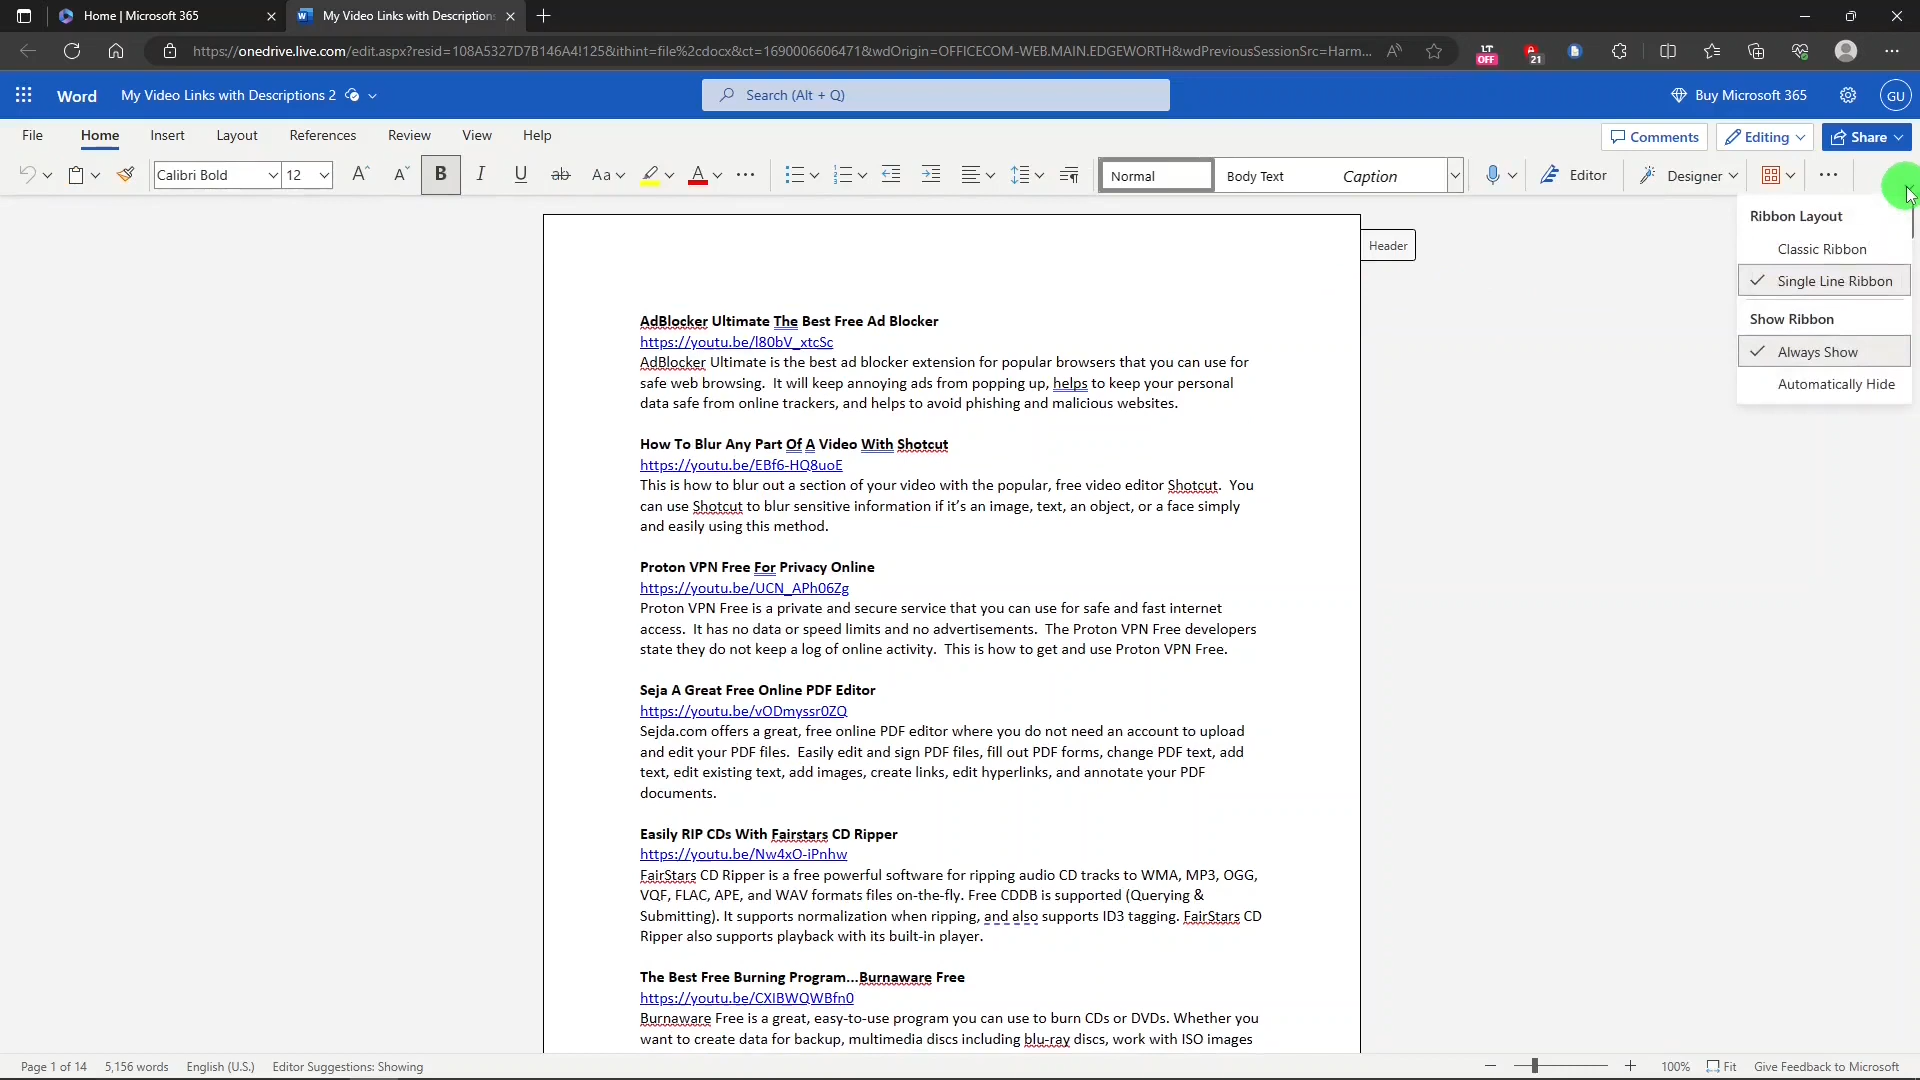 Home | Microsoft 365
My Video Links with Descriptions
https://onedrive.live.com/edit.aspx?resid=108A5327D7B146A4!125&ithint=file%2cdocx&ct=1690006606471&wdOrigin=OFFICECOM-WEB.MAIN.EDGEWORTH&wdPreviousSessionSrc=Harm...
OFF
21
Word My Video Links with Descriptions 2
Search (Alt + Q)
Buy Microsoft 365
GU
File Home Insert Layout References Review View Help
Comments Editing Share
Calibri Bold 12 A A B I U ab Aa A
Normal Body Text Caption
Editor Designer
Ribbon Layout
Classic Ribbon
Single Line Ribbon
Show Ribbon
Always Show
Automatically Hide
Header
AdBlocker Ultimate The Best Free Ad Blocker
https://youtu.be/l80bV_xtcSc
AdBlocker Ultimate is the best ad blocker extension for popular browsers that you can use for
safe web browsing.  It will keep annoying ads from popping up, helps to keep your personal
data safe from online trackers, and helps to avoid phishing and malicious websites.
How To Blur Any Part Of A Video With Shotcut
https://youtu.be/EBf6-HQ8uoE
This is how to blur out a section of your video with the popular, free video editor Shotcut.  You
can use Shotcut to blur sensitive information if it’s an image, text, an object, or a face simply
and easily using this method.
Proton VPN Free For Privacy Online
https://youtu.be/UCN_APh06Zg
Proton VPN Free is a private and secure service that you can use for safe and fast internet
access.  It has no data or speed limits and no advertisements.  The Proton VPN Free developers
state they do not keep a log of online activity.  This is how to get and use Proton VPN Free.
Seja A Great Free Online PDF Editor
https://youtu.be/vODmyssr0ZQ
Sejda.com offers a great, free online PDF editor where you do not need an account to upload
and edit your PDF files.  Easily edit and sign PDF files, fill out PDF forms, change PDF text, add
text, edit existing text, add images, create links, edit hyperlinks, and annotate your PDF
documents.
Easily RIP CDs With Fairstars CD Ripper
https://youtu.be/Nw4xO-iPnhw
FairStars CD Ripper is a free powerful software for ripping audio CD tracks to WMA, MP3, OGG,
VQF, FLAC, APE, and WAV formats files on-the-fly. Free CDDB is supported (Querying &
Submitting). It supports normalization when ripping, and also supports ID3 tagging. FairStars CD
Ripper also supports playback with its built-in player.
The Best Free Burning Program...Burnaware Free
https://youtu.be/CXIBWQWBfn0
Burnaware Free is a great, easy-to-use program you can use to burn CDs or DVDs. Whether you
want to create data for backup, multimedia discs including blu-ray discs, work with ISO images
Page 1 of 14 5,156 words English (U.S.) Editor Suggestions: Showing
100% Fit Give Feedback to Microsoft